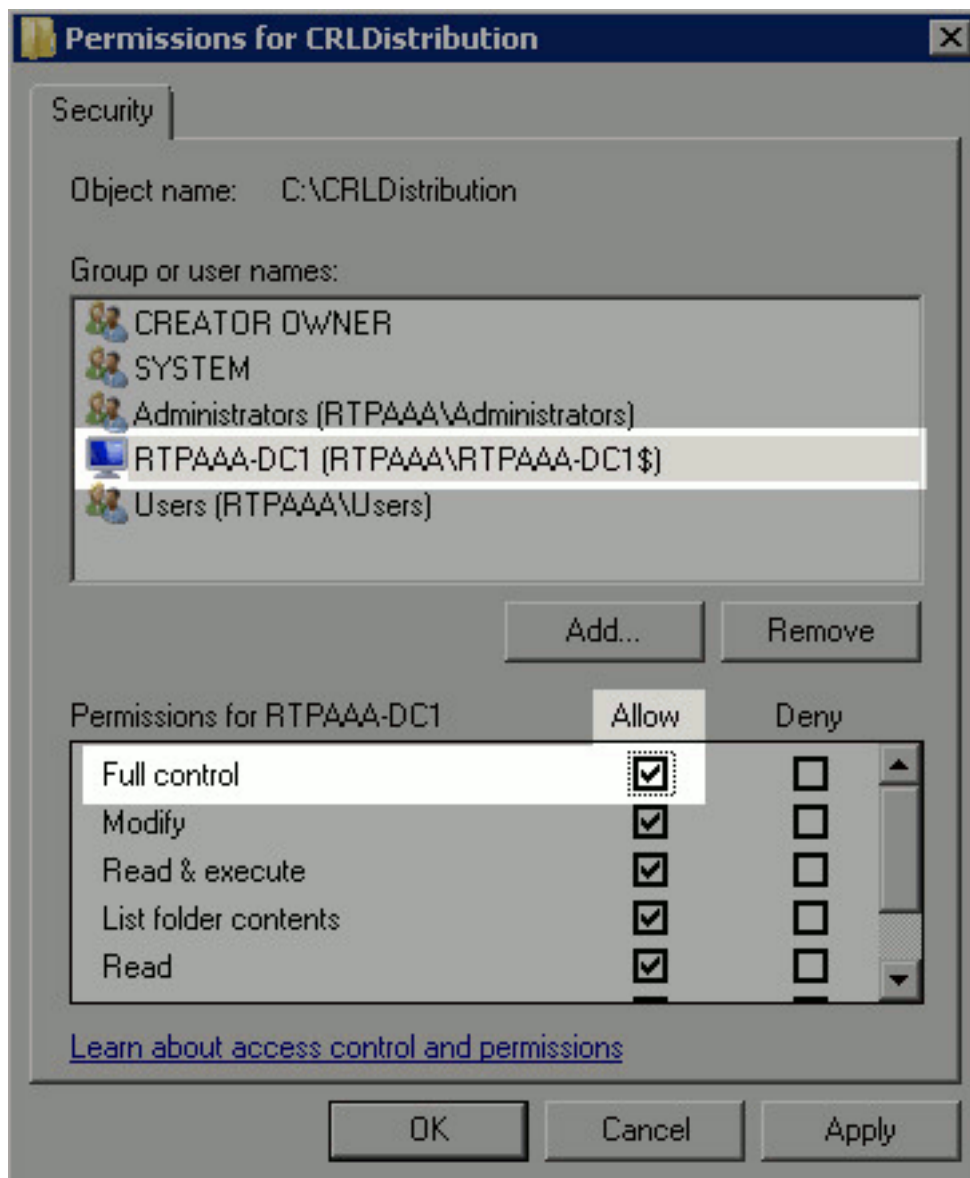 Permissions for CRLDistribution
Security
Object name: C:\CRLDistribution
Group or user names:
CREATOR OWNER
SYSTEM
Administrators (RTPAAA\Administrators)
RTPAAA-DC1 (RTPAAA\RTPAAA-DC1$)
Users (RTPAAA\Users)
Add... Remove
Permissions for RTPAAA-DC1 Allow Deny
Full control
Modify
Read & execute
List folder contents
Read
Learn about access control and permissions
OK Cancel Apply